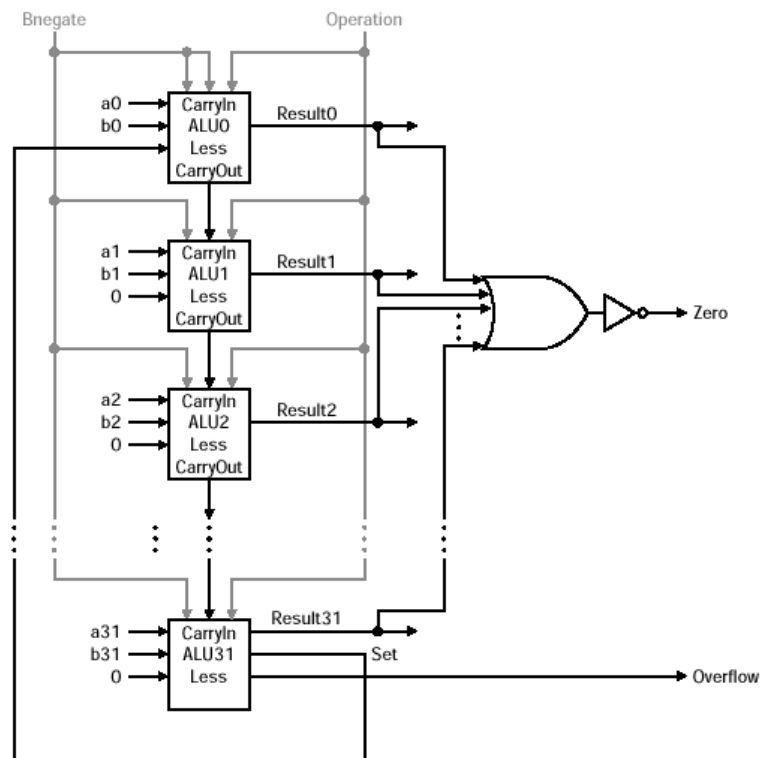 Bnegate Operation
a0 CarryIn
b0 ALU0 Result0
Less
CarryOut
a1 CarryIn
b1 ALU1 Result1
0 Less
CarryOut
Zero
a2 CarryIn
b2 ALU2 Result2
0 Less
CarryOut
a31 CarryIn Result31
b31 ALU31 Set
0 Less Overflow